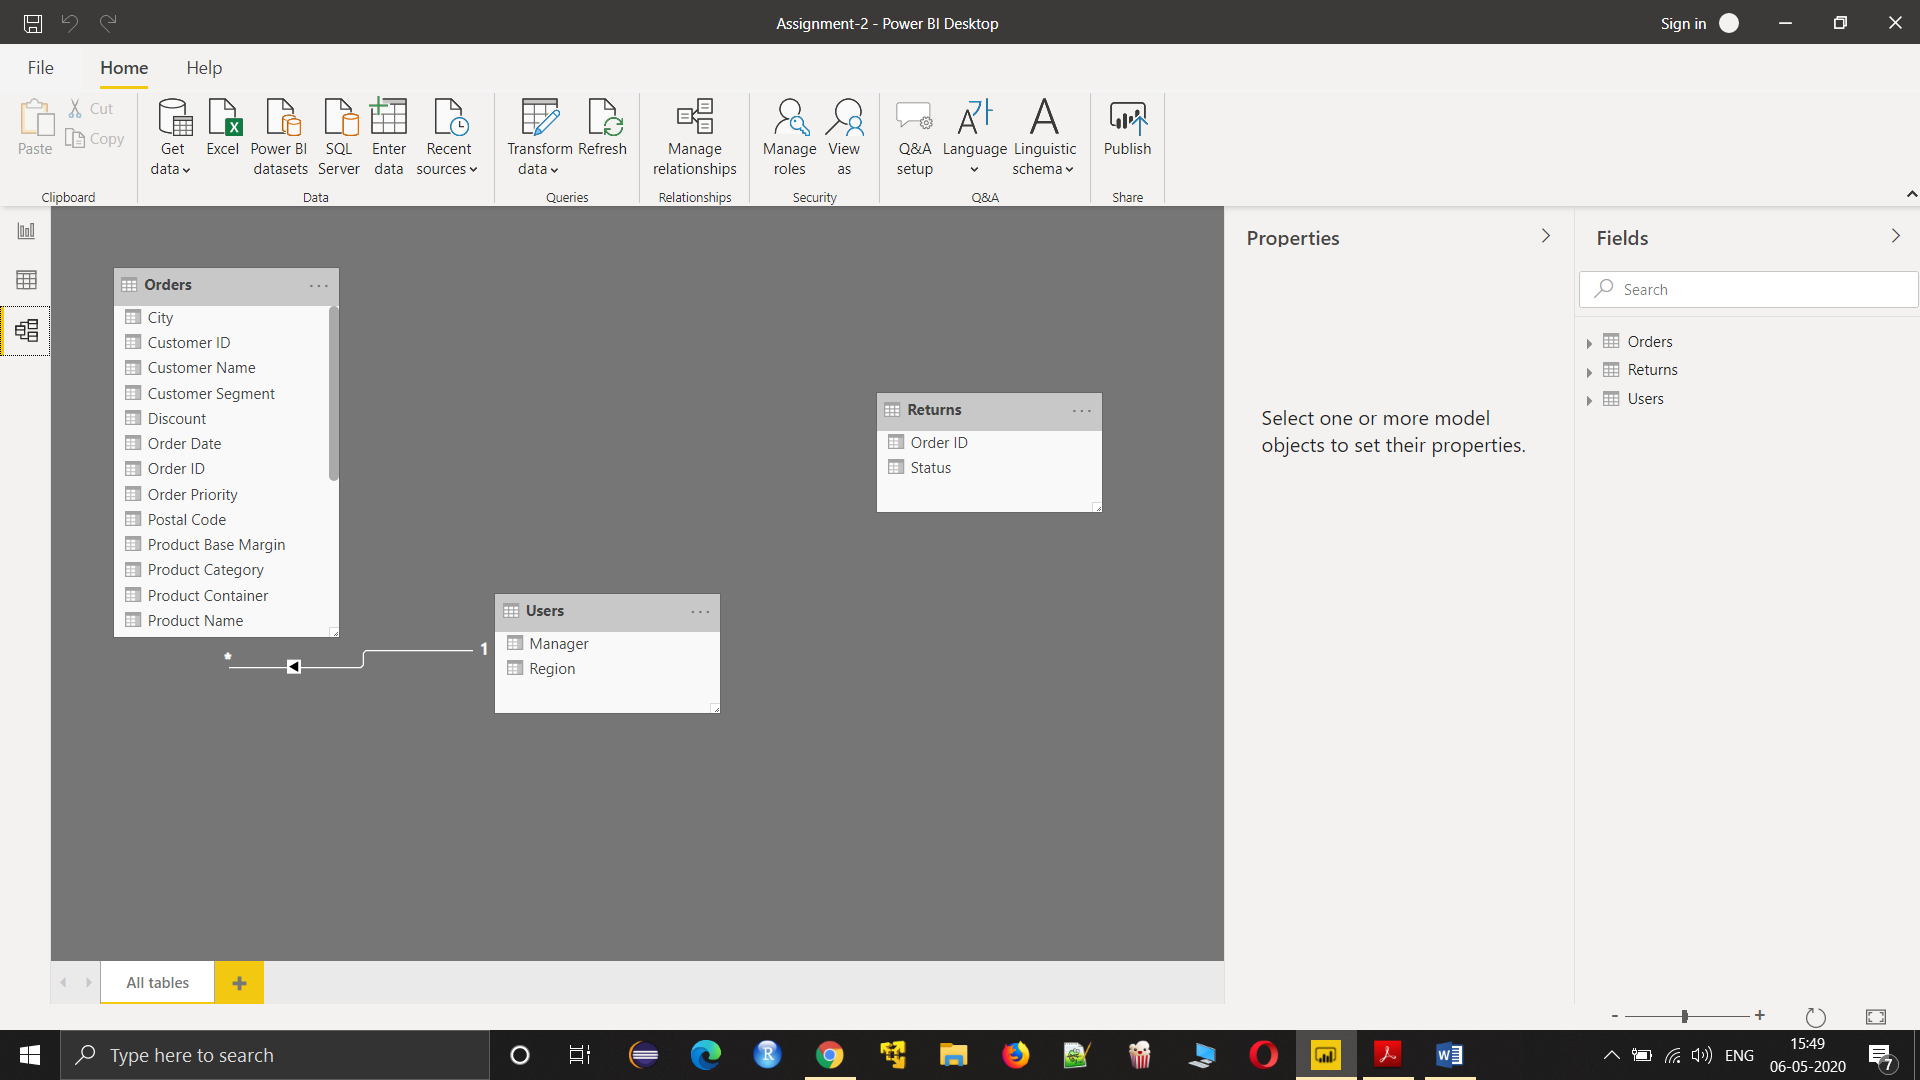 Assignment-2 - Power BI Desktop
Sign in
File Home Help
Paste
Cut
Copy
Clipboard
Get data
Excel
Power BI datasets
SQL Server
Enter data
Recent sources
Data
Transform data
Refresh
Queries
Manage relationships
Relationships
Manage roles
View as
Security
Q&A setup
Language
Linguistic schema
Q&A
Publish
Share
Orders
City
Customer ID
Customer Name
Customer Segment
Discount
Order Date
Order ID
Order Priority
Postal Code
Product Base Margin
Product Category
Product Container
Product Name
* 1
Users
Manager
Region
Returns
Order ID
Status
Properties
Select one or more model
objects to set their properties.
Fields
Search
Orders
Returns
Users
All tables +
- +
Type here to search
ENG
15:49
06-05-2020
7